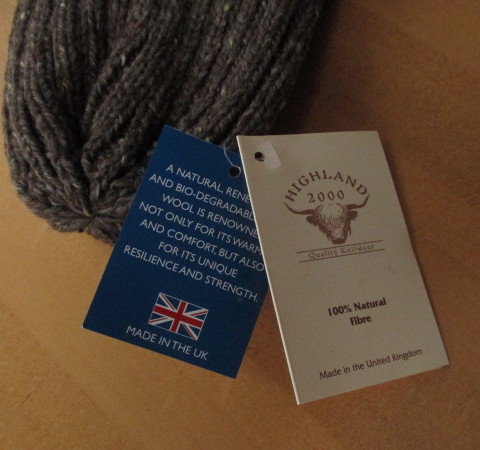 A NATURAL, RENE
AND BIO-DEGRADABL
WOOL IS RENOWNE
NOT ONLY FOR ITS WARM
AND COMFORT, BUT ALSO
FOR ITS UNIQUE
RESILIENCE AND STRENGTH.
MADE IN THE UK
HIGHLAND
2000
Quality Knitwear
100% Natural
Fibre
Made in the United Kingdom